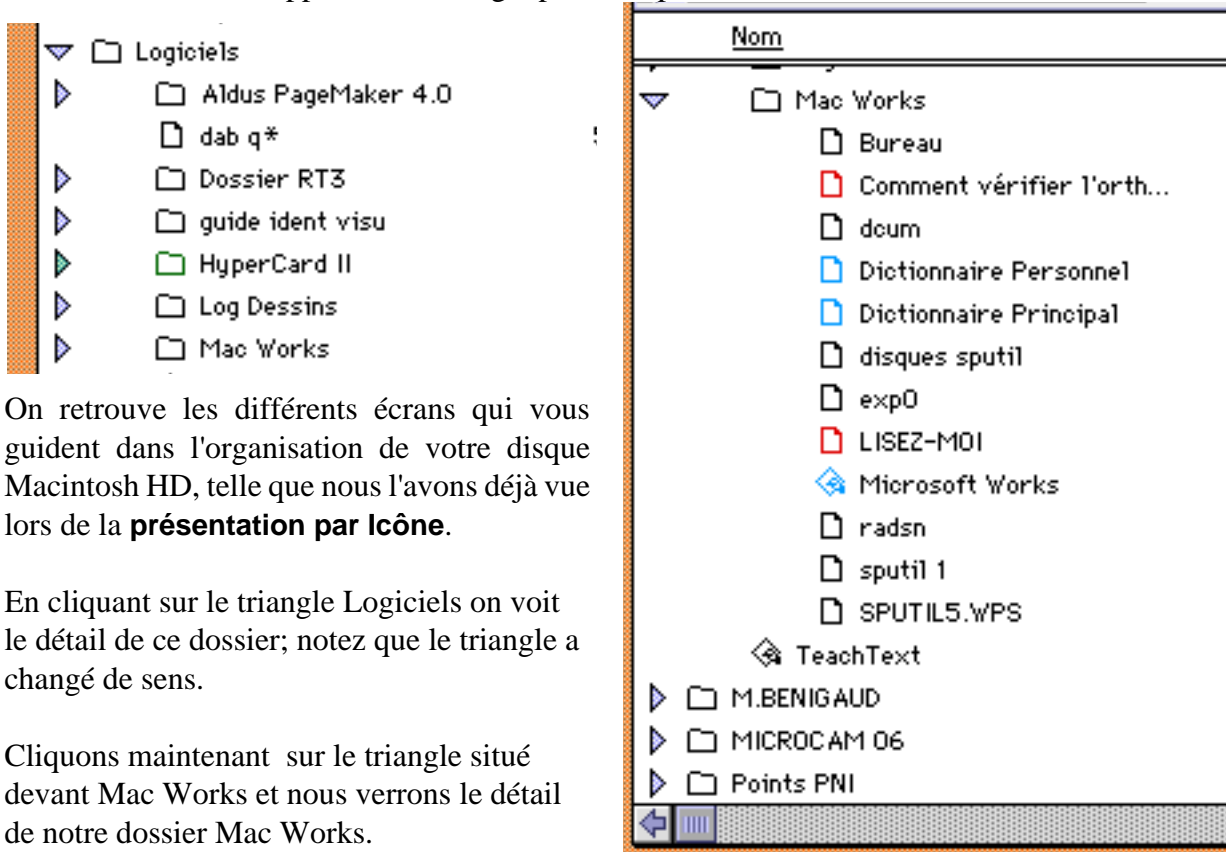 Logiciels
Aldus PageMaker 4.0
dab q*
Dossier RT3
guide ident visu
HyperCard II
Log Dessins
Mac Works
On retrouve les différents écrans qui vous
guident dans l'organisation de votre disque
Macintosh HD, telle que nous l'avons déjà vue
lors de la présentation par Icône.
En cliquant sur le triangle Logiciels on voit
le détail de ce dossier; notez que le triangle a
changé de sens.
Cliquons maintenant sur le triangle situé
devant Mac Works et nous verrons le détail
de notre dossier Mac Works.
Nom
Mac Works
Bureau
Comment vérifier l'orth...
dcum
Dictionnaire Personnel
Dictionnaire Principal
disques sputil
exp0
LISEZ-MOI
Microsoft Works
radsn
sputil 1
SPUTIL5.WPS
TeachText
M.BENIGAUD
MICROCAM 06
Points PNI